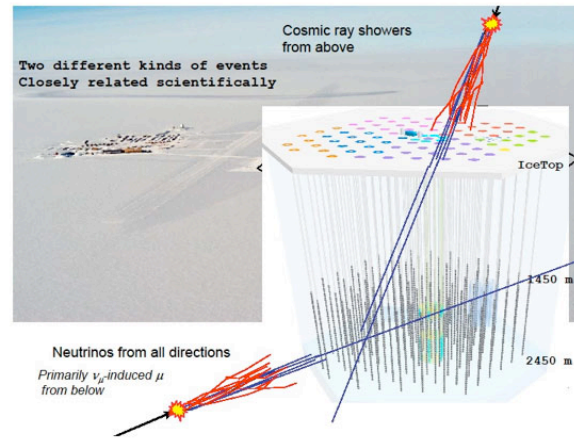 Cosmic ray showers
from above
Two different kinds of events
Closely related scientifically
IceTop
1450 m
Neutrinos from all directions
2450 m
Primarily νμ-induced μ
from below